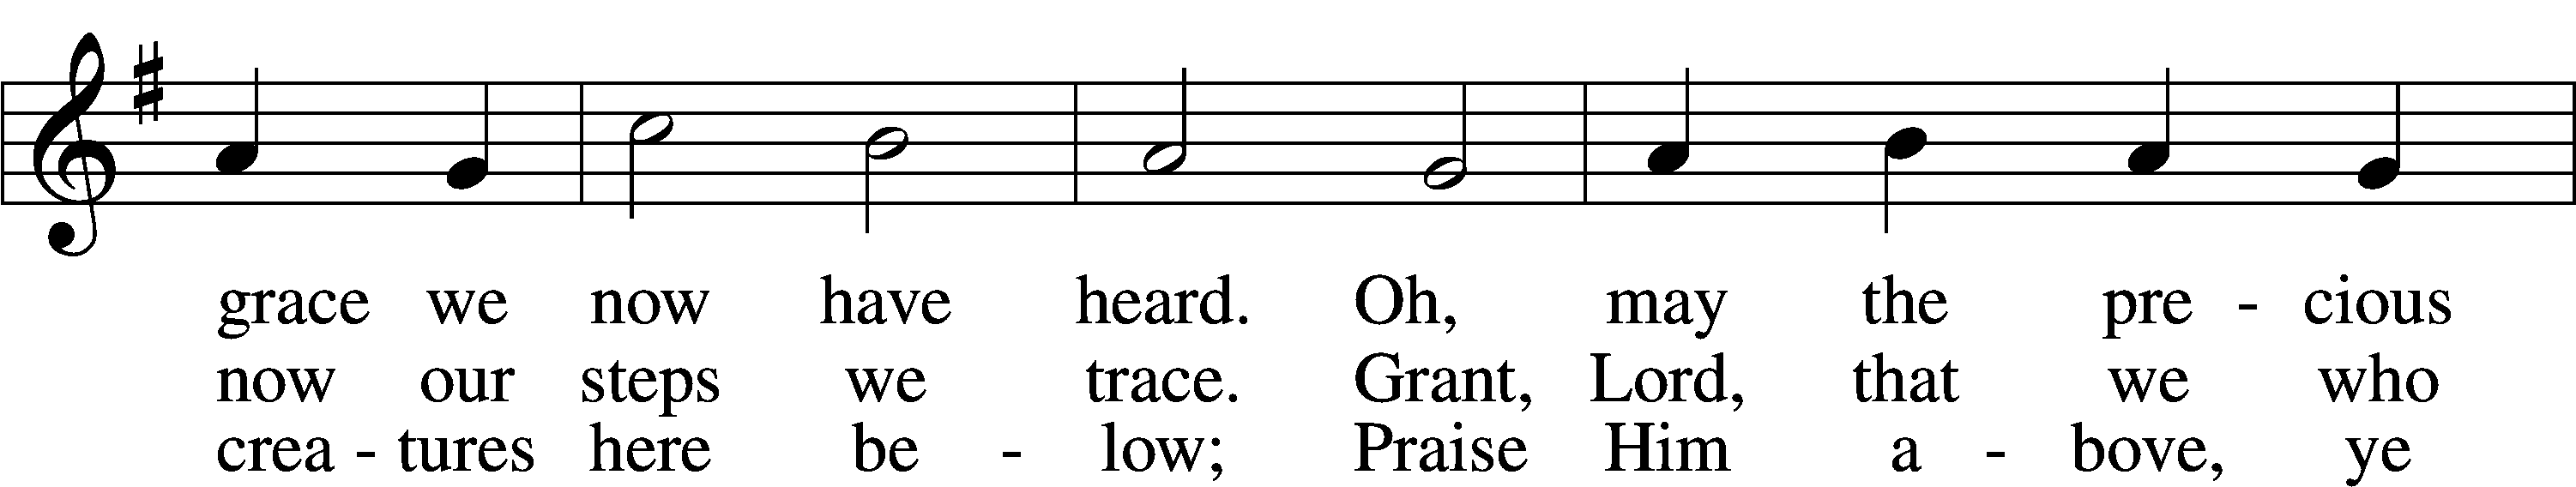 grace we now have heard. Oh, may the pre - cious
now our steps we trace. Grant, Lord, that we who
crea - tures here be - low; Praise Him a - bove, ye